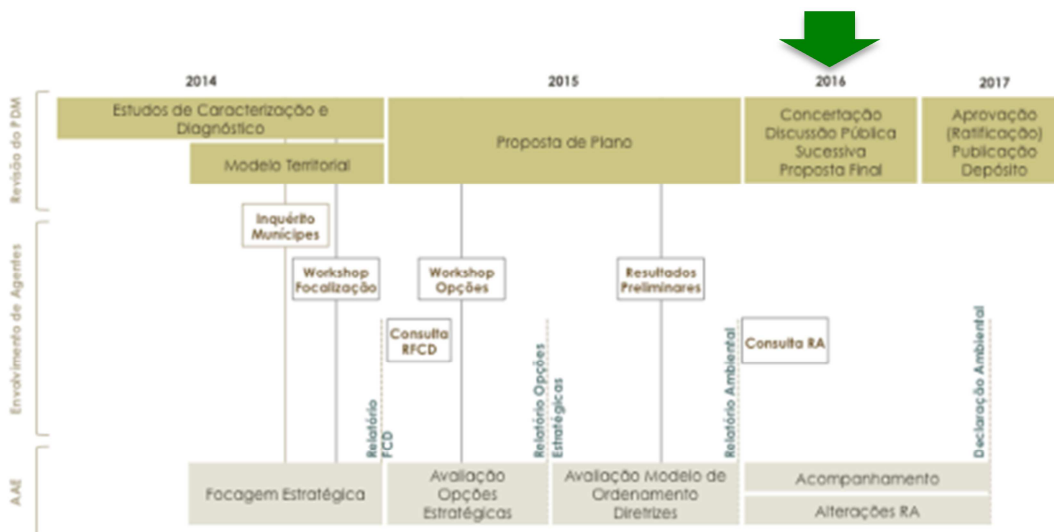 2014
2015
2016
2017
Revisão do PDM
Estudos de Caracterização e
Diagnóstico
Modelo Territorial
Proposta de Plano
Concertação
Discussão Pública
Sucessiva
Proposta Final
Aprovação
(Ratificação)
Publicação
Depósito
Envolvimento de Agentes
Inquérito
Munícipes
Workshop
Focalização
Workshop
Opções
Resultados
Preliminares
Consulta
RFCD
Consulta RA
Relatório
FCD
Relatório Opções
Estratégicas
Relatório Ambiental
Declaração Ambiental
AAE
Focagem Estratégica
Avaliação
Opções
Estratégicas
Avaliação Modelo de
Ordenamento
Diretrizes
Acompanhamento
Alterações RA